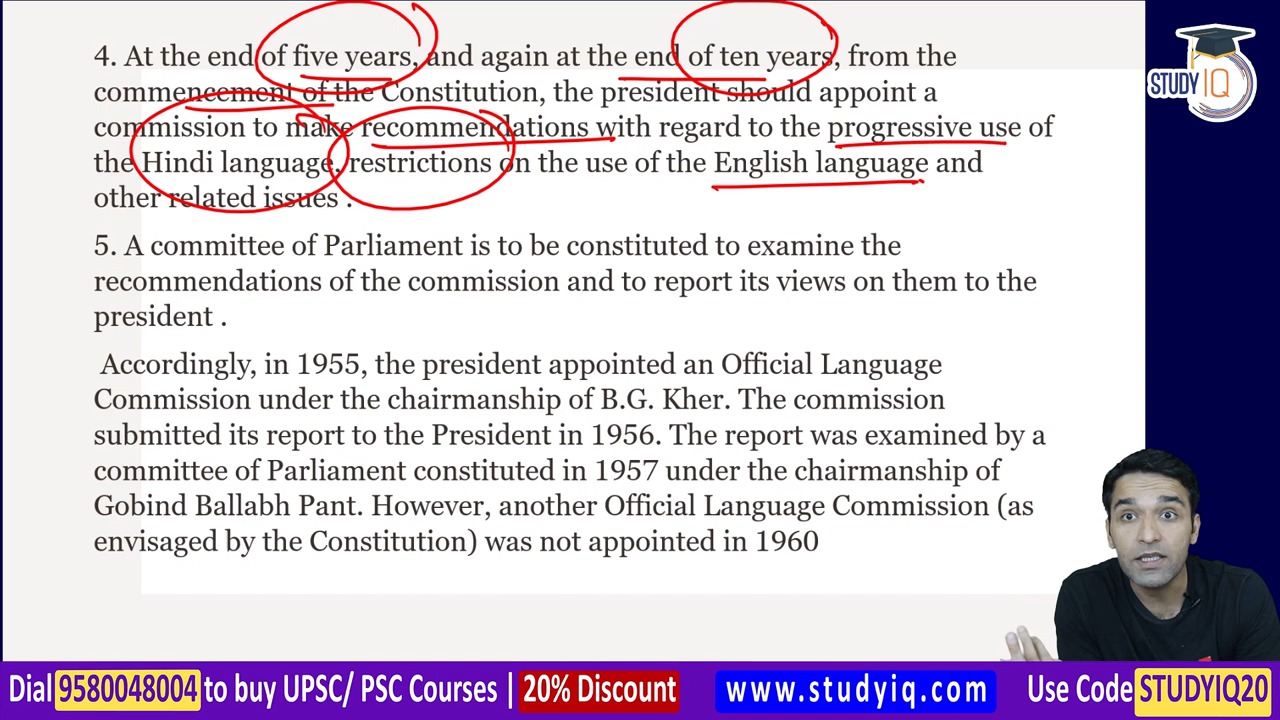 4. At the end of five years, and again at the end of ten years, from the
commencement of the Constitution, the president should appoint a
commission to make recommendations with regard to the progressive use of
the Hindi language, restrictions on the use of the English language and
other related issues .
5. A committee of Parliament is to be constituted to examine the
recommendations of the commission and to report its views on them to the
president .
Accordingly, in 1955, the president appointed an Official Language
Commission under the chairmanship of B.G. Kher. The commission
submitted its report to the President in 1956. The report was examined by a
committee of Parliament constituted in 1957 under the chairmanship of
Gobind Ballabh Pant. However, another Official Language Commission (as
envisaged by the Constitution) was not appointed in 1960
STUDY IQ
Dial 9580048004 to buy UPSC/ PSC Courses | 20% Discount www.studyiq.com Use Code STUDYIQ20